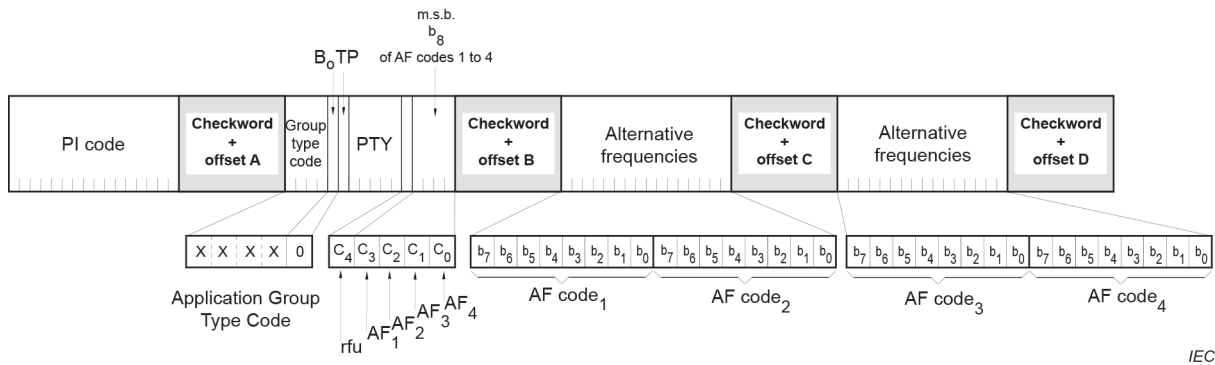 m.s.b.
b8
of AF codes 1 to 4
BoTP
PI code
Checkword
+
offset A
Group
type
code
PTY
Checkword
+
offset B
Alternative
frequencies
Checkword
+
offset C
Alternative
frequencies
Checkword
+
offset D
X X X X 0
C4 C3 C2 C1 C0
b7 b6 b5 b4 b3 b2 b1 b0 b7 b6 b5 b4 b3 b2 b1 b0
b7 b6 b5 b4 b3 b2 b1 b0 b7 b6 b5 b4 b3 b2 b1 b0
Application Group
Type Code
rfu AF1 AF2 AF3 AF4
AF code1
AF code2
AF code3
AF code4
IEC